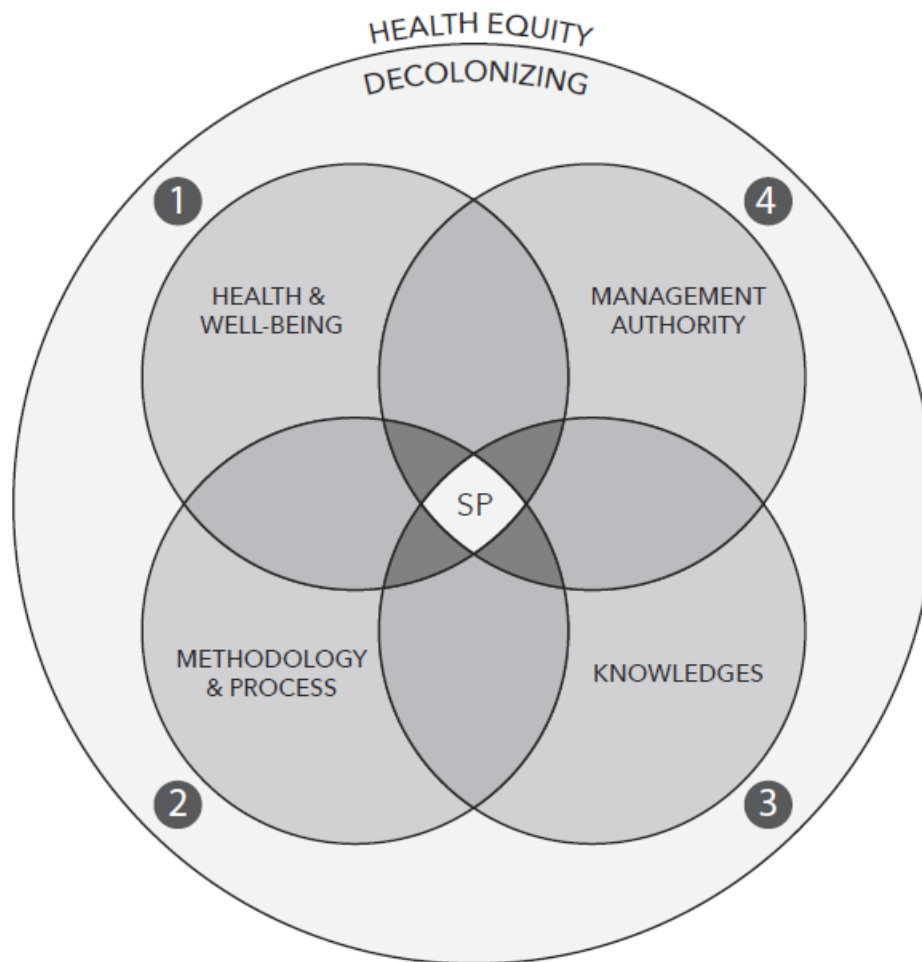 HEALTH EQUITY
DECOLONIZING
1
4
HEALTH &
WELL-BEING
MANAGEMENT
AUTHORITY
SP
METHODOLOGY
& PROCESS
KNOWLEDGES
2
3